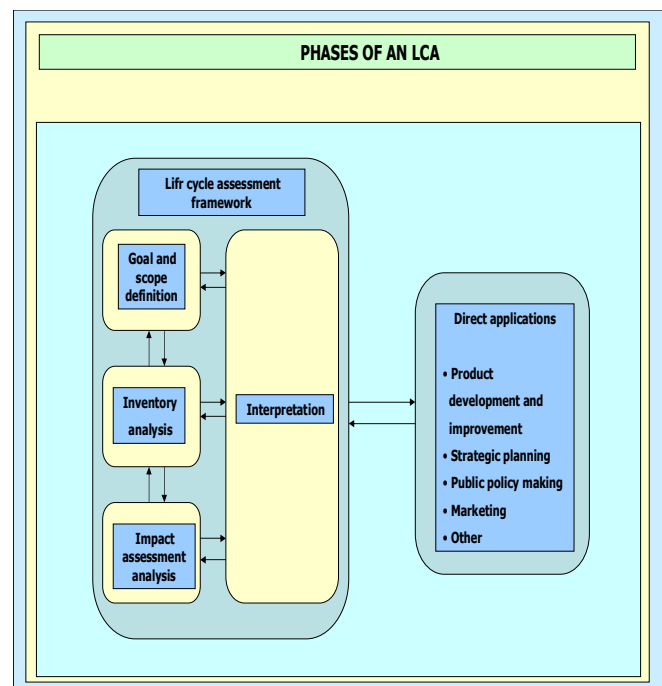 PHASES OF AN LCA
Lifr cycle assessment
framework
Goal and
scope
definition
Inventory
analysis
Impact
assessment
analysis
Interpretation
Direct applications
• Product
development and
improvement
• Strategic planning
• Public policy making
• Marketing
• Other